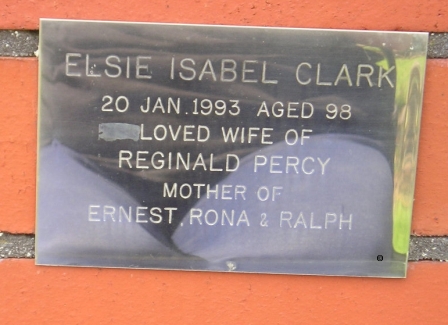 ELSIE ISABEL CLARK
20 JAN. 1993 AGED 98
LOVED WIFE OF
REGINALD PERCY
MOTHER OF
ERNEST, RONA & RALPH